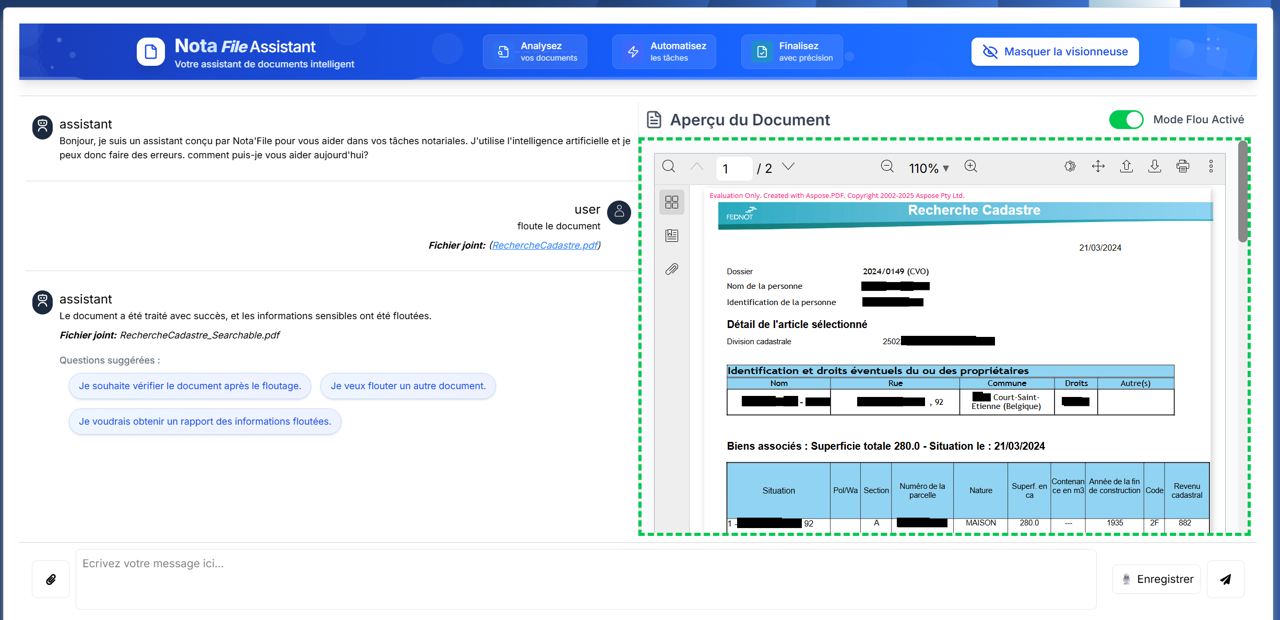 Nota File Assistant
Votre assistant de documents intelligent
Analysez
vos documents
Automatisez
les tâches
Finalisez
avec précision
Masquer la visionneuse
assistant
Bonjour, je suis un assistant conçu par Nota'File pour vous aider dans vos tâches notariales. J'utilise l'intelligence artificielle et je
peux donc faire des erreurs. comment puis-je vous aider aujourd'hui?
user
floute le document
Fichier joint: (RechercheCadastre.pdf)
assistant
Le document a été traité avec succès, et les informations sensibles ont été floutées.
Fichier joint: RechercheCadastre_Searchable.pdf
Questions suggérées :
Je souhaite vérifier le document après le floutage.
Je veux flouter un autre document.
Je voudrais obtenir un rapport des informations floutées.
Aperçu du Document
Mode Flou Activé
1 / 2
110%
Evaluation Only. Created with Aspose.PDF. Copyright 2002-2025 Aspose Pty Ltd.
FEDNOT
Recherche Cadastre
21/03/2024
Dossier 2024/0149 (CVO)
Nom de la personne
Identification de la personne
Détail de l'article sélectionné
Division cadastrale 2502
Identification et droits éventuels du ou des propriétaires
Nom Rue Commune Droits Autre(s)
- , 92 Court-Saint-
Etienne (Belgique)
Biens associés : Superficie totale 280.0 - Situation le : 21/03/2024
Situation Pol/Wa Section Numéro de la parcelle Nature Superf. en ca Contenan ce en m3 Année de la fin de construction Code Revenu cadastral
1 - 92 A MAISON 280.0 --- 1935 2F 882
Ecrivez votre message ici...
Enregistrer